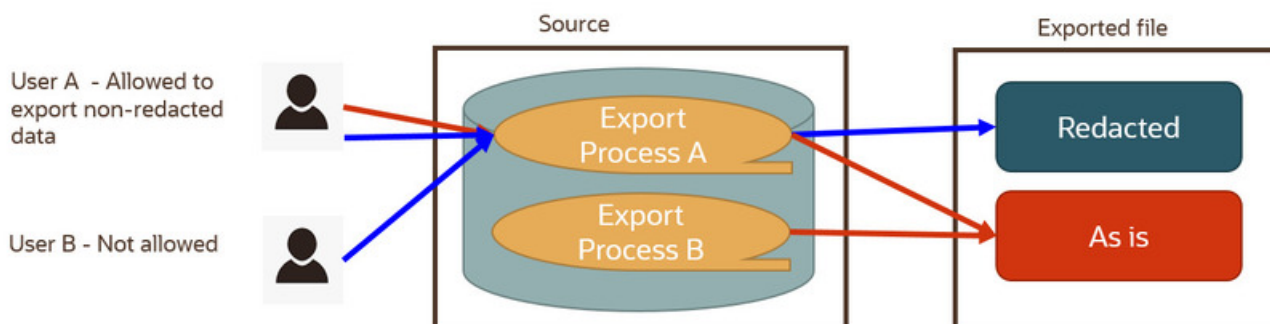 Source
Exported file
User A - Allowed to
export non-redacted
data
Export
Process A
Redacted
User B - Not allowed
Export
Process B
As is